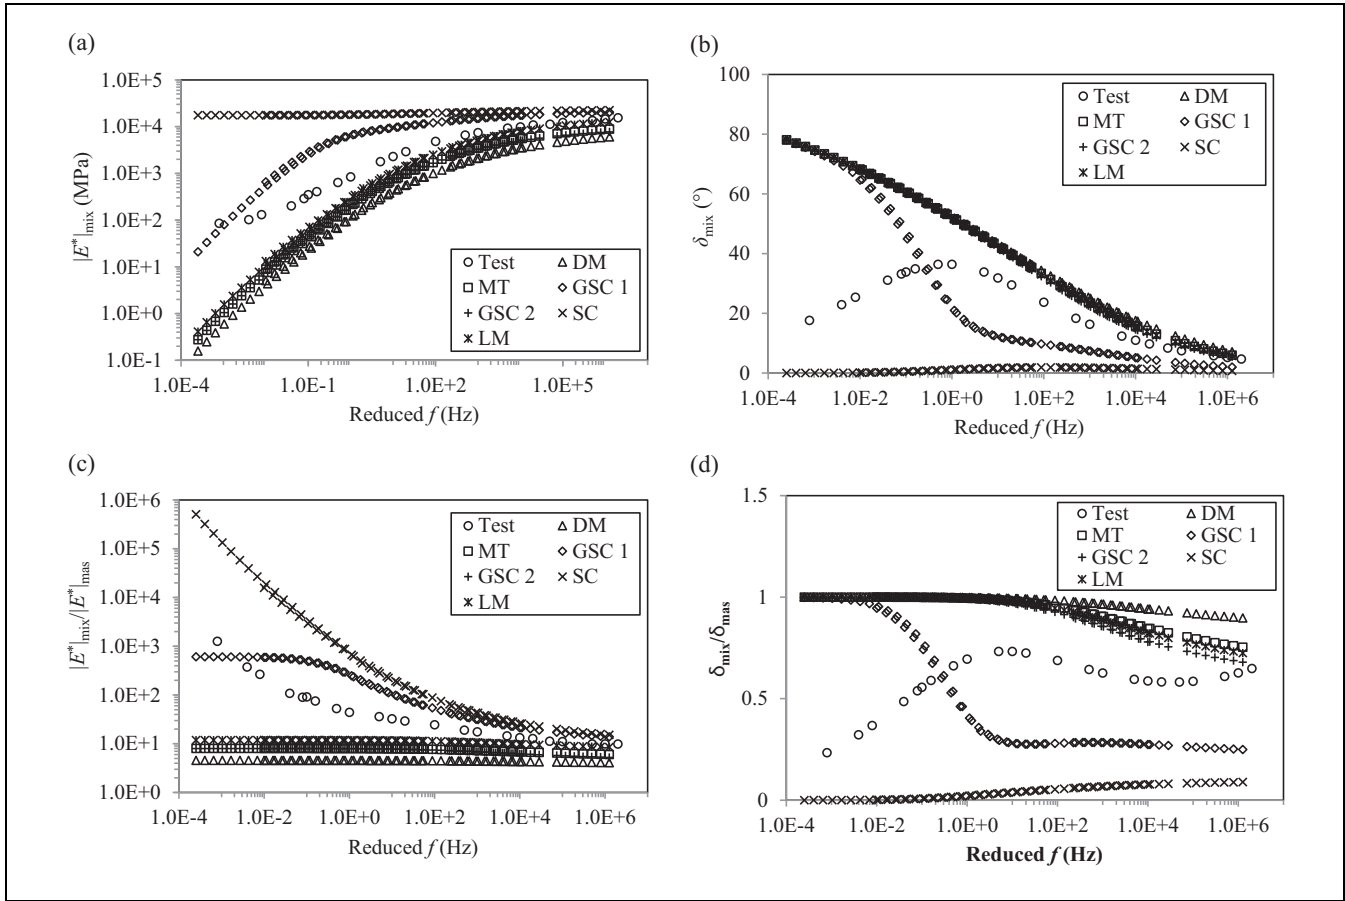 (a)
|E*|mix (MPa)
1.0E+5
1.0E+4
1.0E+3
1.0E+2
1.0E+1
1.0E+0
1.0E-1
1.0E-4 1.0E-1 1.0E+2 1.0E+5
Reduced f (Hz)
Test DM
MT GSC 1
GSC 2 SC
LM
(b)
δmix (°)
100
80
60
40
20
0
1.0E-4 1.0E-2 1.0E+0 1.0E+2 1.0E+4 1.0E+6
Reduced f (Hz)
Test DM
MT GSC 1
GSC 2 SC
LM
(c)
|E*|mix/|E*|mas
1.0E+6
1.0E+5
1.0E+4
1.0E+3
1.0E+2
1.0E+1
1.0E+0
1.0E-4 1.0E-2 1.0E+0 1.0E+2 1.0E+4 1.0E+6
Reduced f (Hz)
Test DM
MT GSC 1
GSC 2 SC
LM
(d)
δmix/δmas
1.5
1
0.5
0
1.0E-4 1.0E-2 1.0E+0 1.0E+2 1.0E+4 1.0E+6
Reduced f (Hz)
Test DM
MT GSC 1
GSC 2 SC
LM